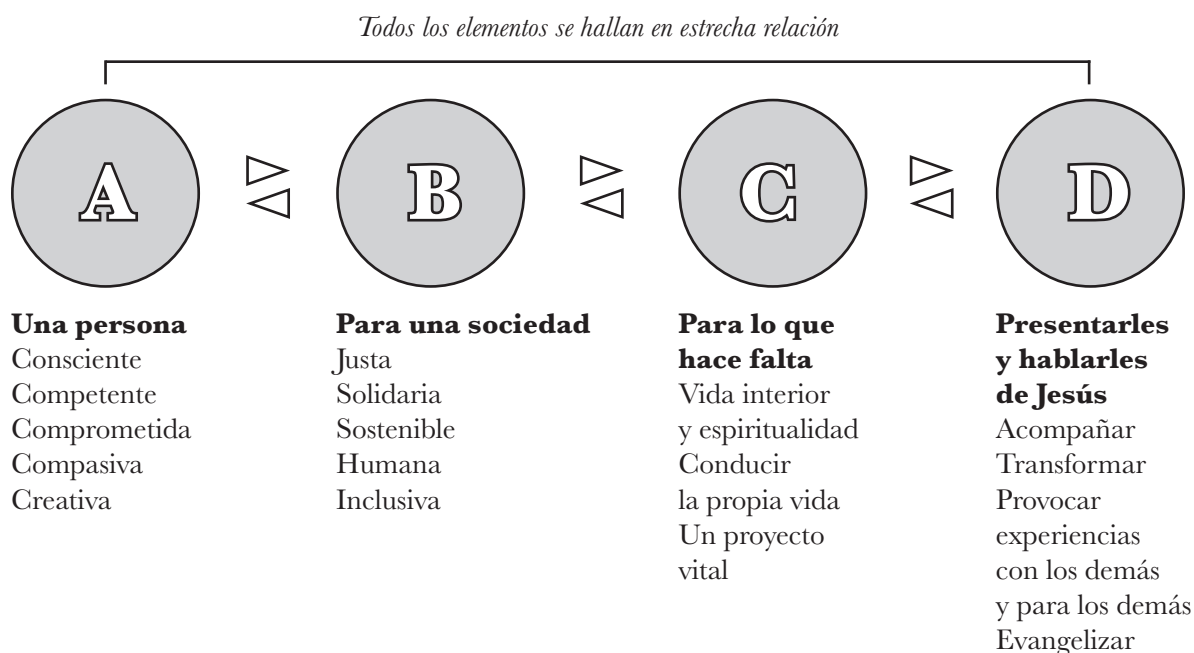 Todos los elementos se hallan en estrecha relación
A
B
C
D
Una persona
Consciente
Competente
Comprometida
Compasiva
Creativa
Para una sociedad
Justa
Solidaria
Sostenible
Humana
Inclusiva
Para lo que
hace falta
Vida interior
y espiritualidad
Conducir
la propia vida
Un proyecto
vital
Presentarles
y hablarles
de Jesús
Acompañar
Transformar
Provocar
experiencias
con los demás
y para los demás
Evangelizar